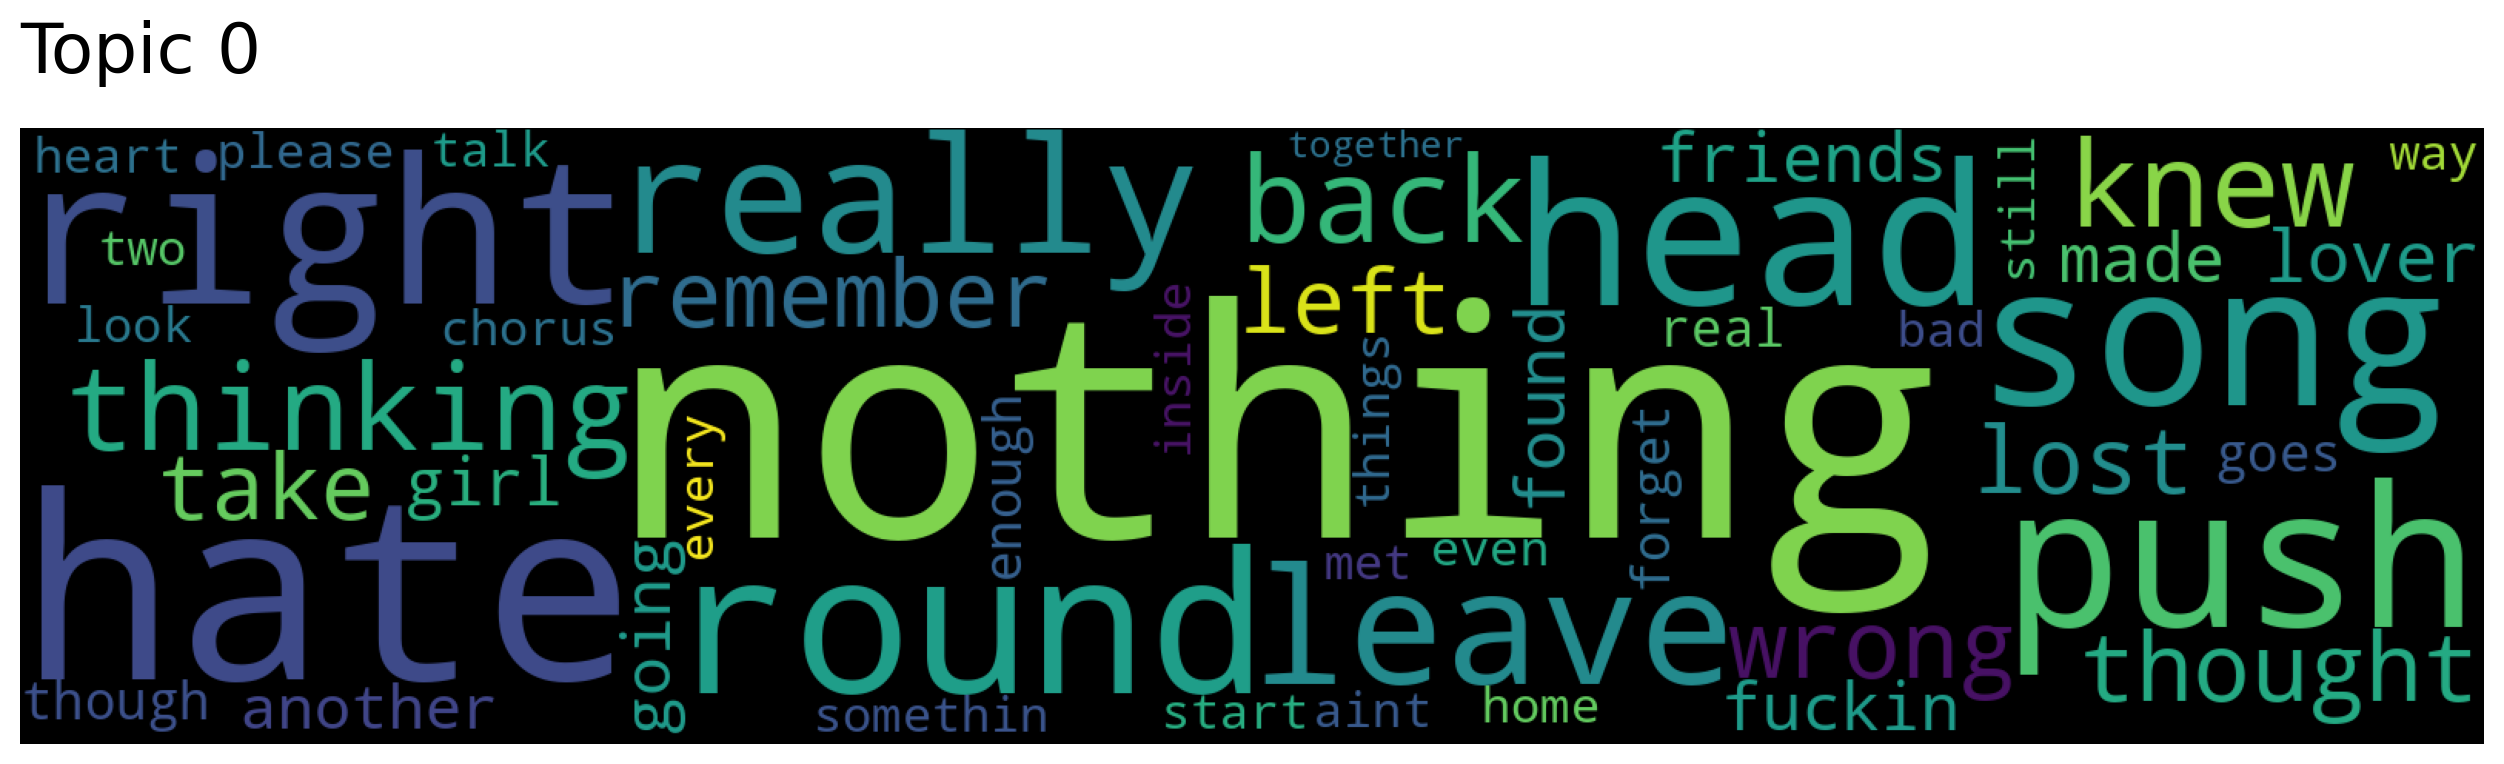 Topic 0
heart
please
talk
together
friends
still
knew
way
right
really
back
head
two
made
lover
remember
left
look
chorus
inside
found
real
bad
song
thinking
nothing
things
every
enough
forget
lost
goes
take
girl
hate
push
going
round
met
even
leave
wrong
thought
though
another
somethin
start
aint
home
fuckin